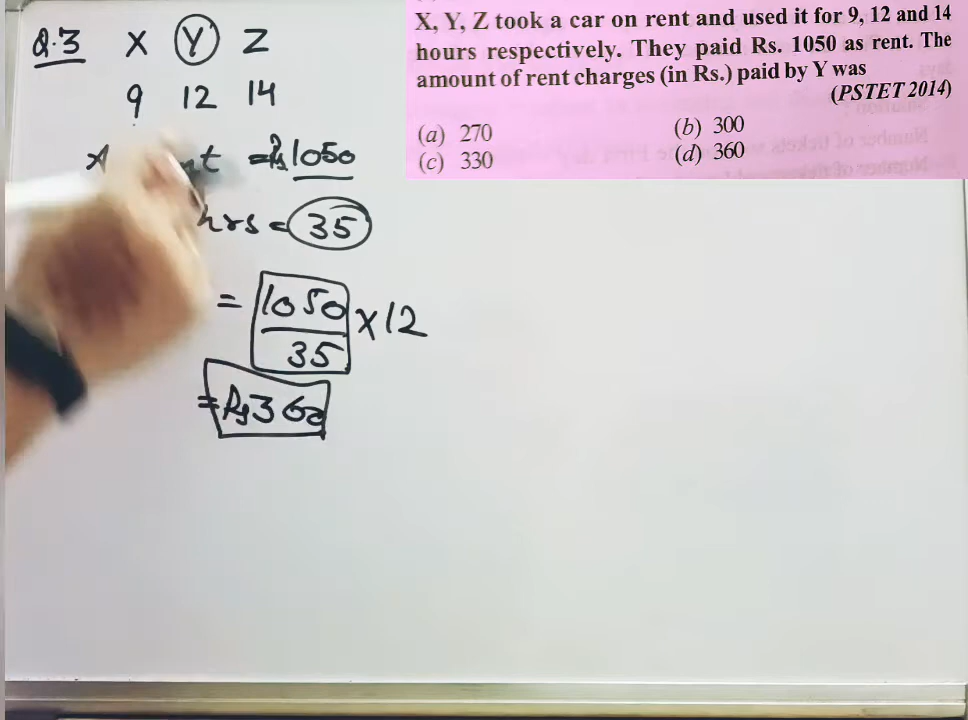 Q.3 X Y Z
9 12 14
= Rs 1050
hrs = 35
= 1050
35 × 12
= Rs 360
X, Y, Z took a car on rent and used it for 9, 12 and 14
hours respectively. They paid Rs. 1050 as rent. The
amount of rent charges (in Rs.) paid by Y was
(PSTET 2014)
(a) 270 (b) 300
(c) 330 (d) 360